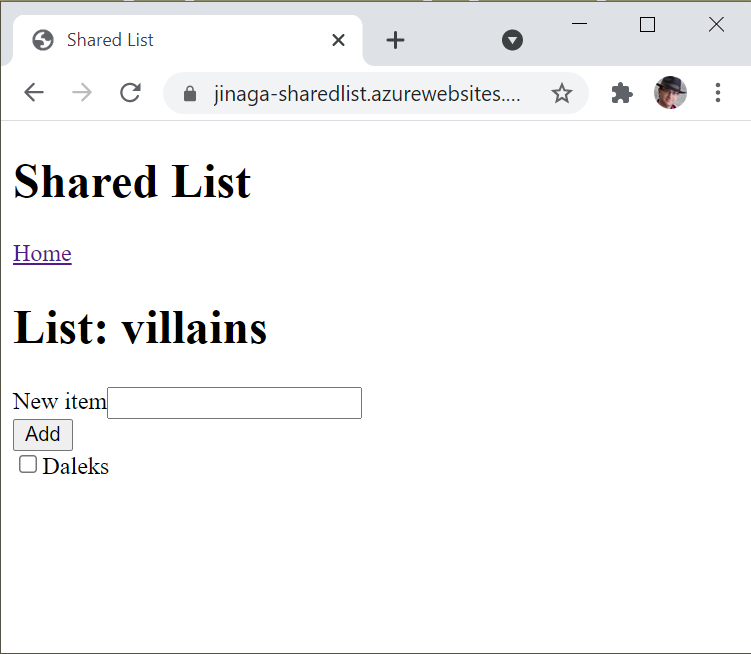 Shared List
jinaga-sharedlist.azurewebsites....
Shared List
Home
List: villains
New item
Add
Daleks